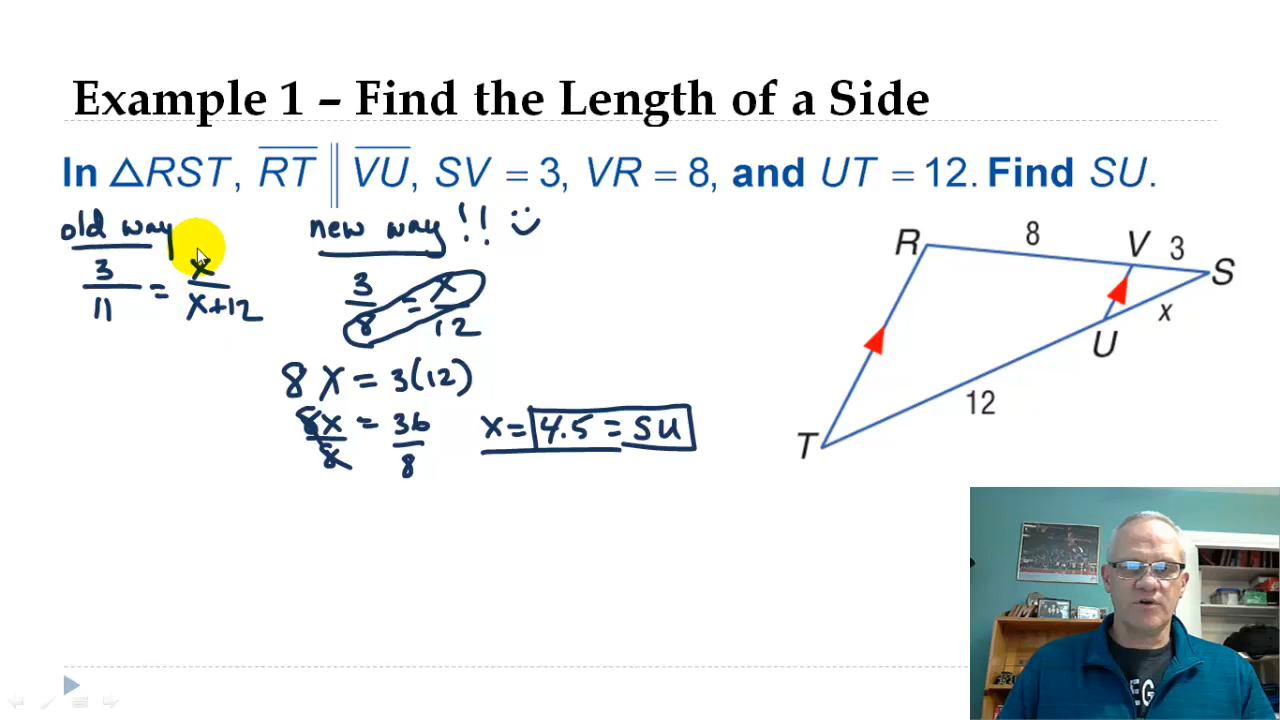 Example 1 – Find the Length of a Side
In △RST, RT ∥ VU, SV = 3, VR = 8, and UT = 12. Find SU.
old way
3/11 = x/x+12
new way !!
3/8 = x/12
8x = 3(12)
8x/8 = 36/8
x = 4.5 = SU
R 8 V 3 S
x
U
12
T
EG